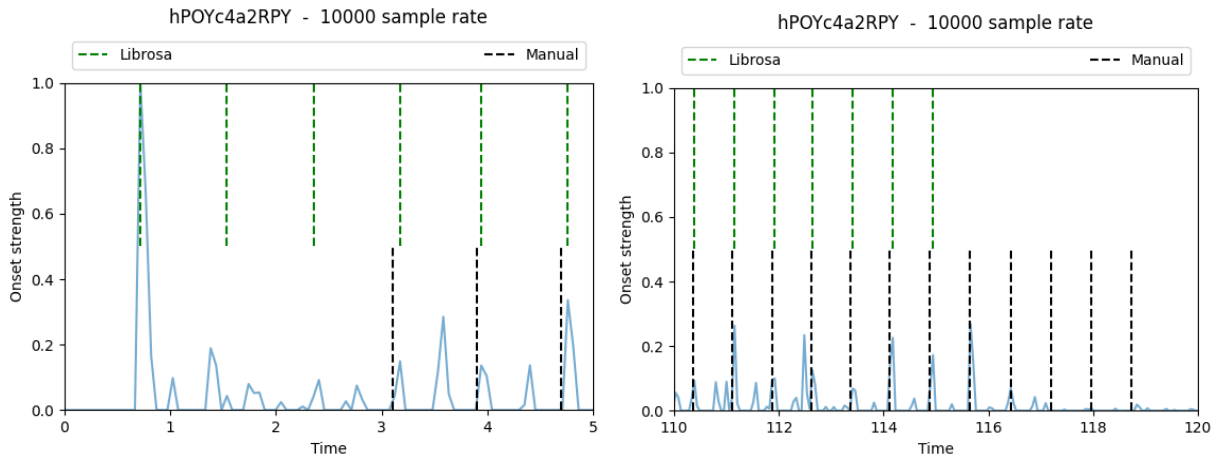 hPOYc4a2RPY - 10000 sample rate
Librosa Manual
1.0
0.8
0.6
0.4
0.2
0.0
Onset strength
0 1 2 3 4 5
Time
hPOYc4a2RPY - 10000 sample rate
Librosa Manual
1.0
0.8
0.6
0.4
0.2
0.0
Onset strength
110 112 114 116 118 120
Time